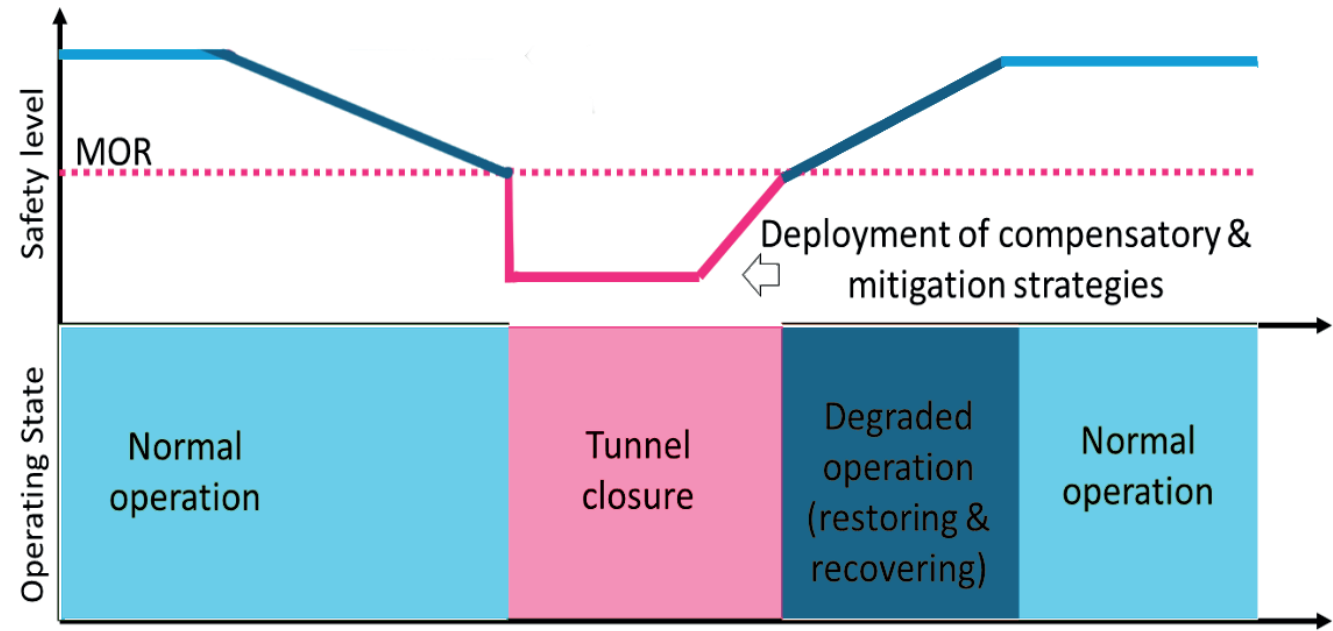 Safety level
MOR
Deployment of compensatory &
mitigation strategies
Operating State
Normal
operation
Tunnel
closure
Degraded
operation
(restoring &
recovering)
Normal
operation